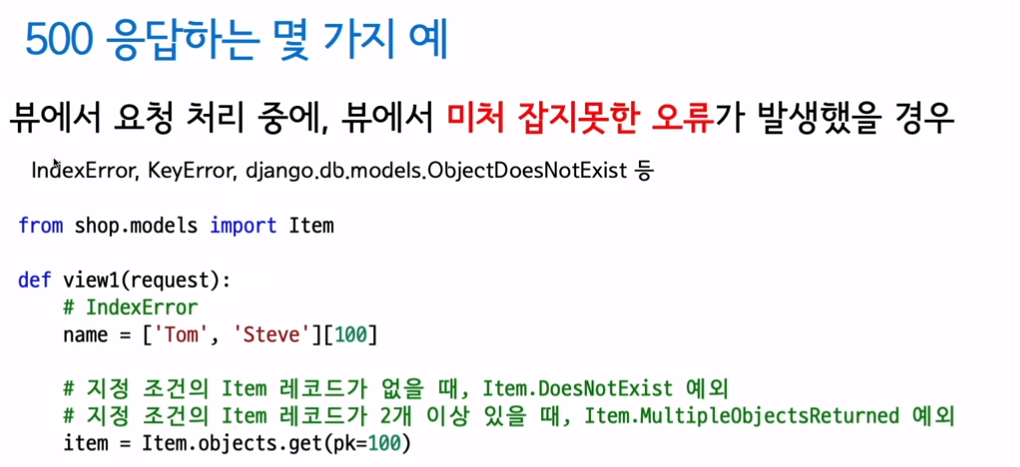 500 응답하는 몇 가지 예
뷰에서 요청 처리 중에, 뷰에서 미처 잡지못한 오류가 발생했을 경우
IndexError, KeyError, django.db.models.ObjectDoesNotExist 등
from shop.models import Item
def view1(request):
    # IndexError
    name = ['Tom', 'Steve'][100]
    # 지정 조건의 Item 레코드가 없을 때, Item.DoesNotExist 예외
    # 지정 조건의 Item 레코드가 2개 이상 있을 때, Item.MultipleObjectsReturned 예외
    item = Item.objects.get(pk=100)